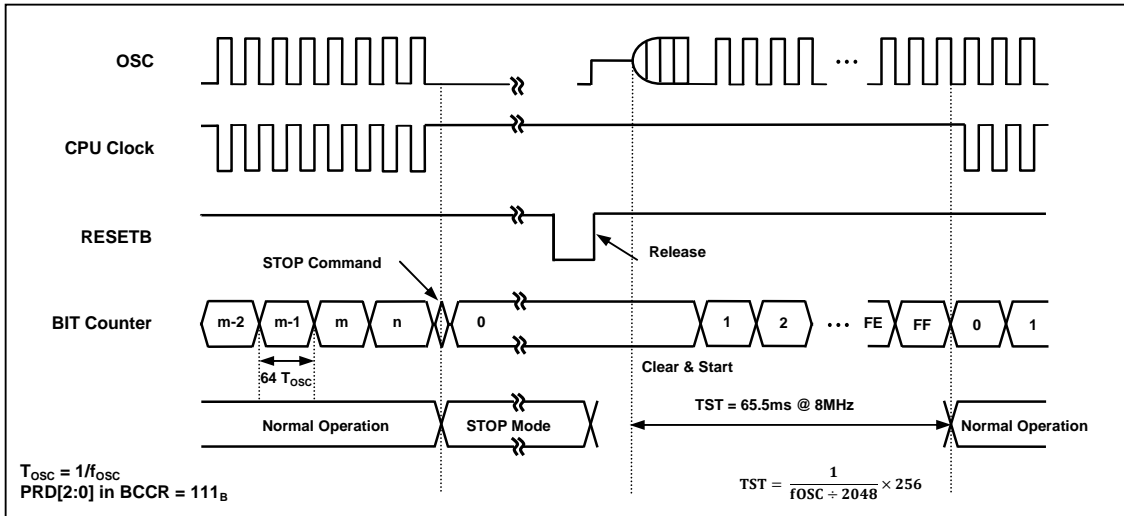 OSC
...
CPU Clock
RESETB
Release
STOP Command
BIT Counter
m-2 m-1 m n 0 1 2 ... FE FF 0 1
64 TOSC
Clear & Start
TST = 65.5ms @ 8MHz
Normal Operation STOP Mode Normal Operation
TOSC = 1/fOSC
PRD[2:0] in BCCR = 111B
TST = 1 / (fOSC ÷ 2048) × 256